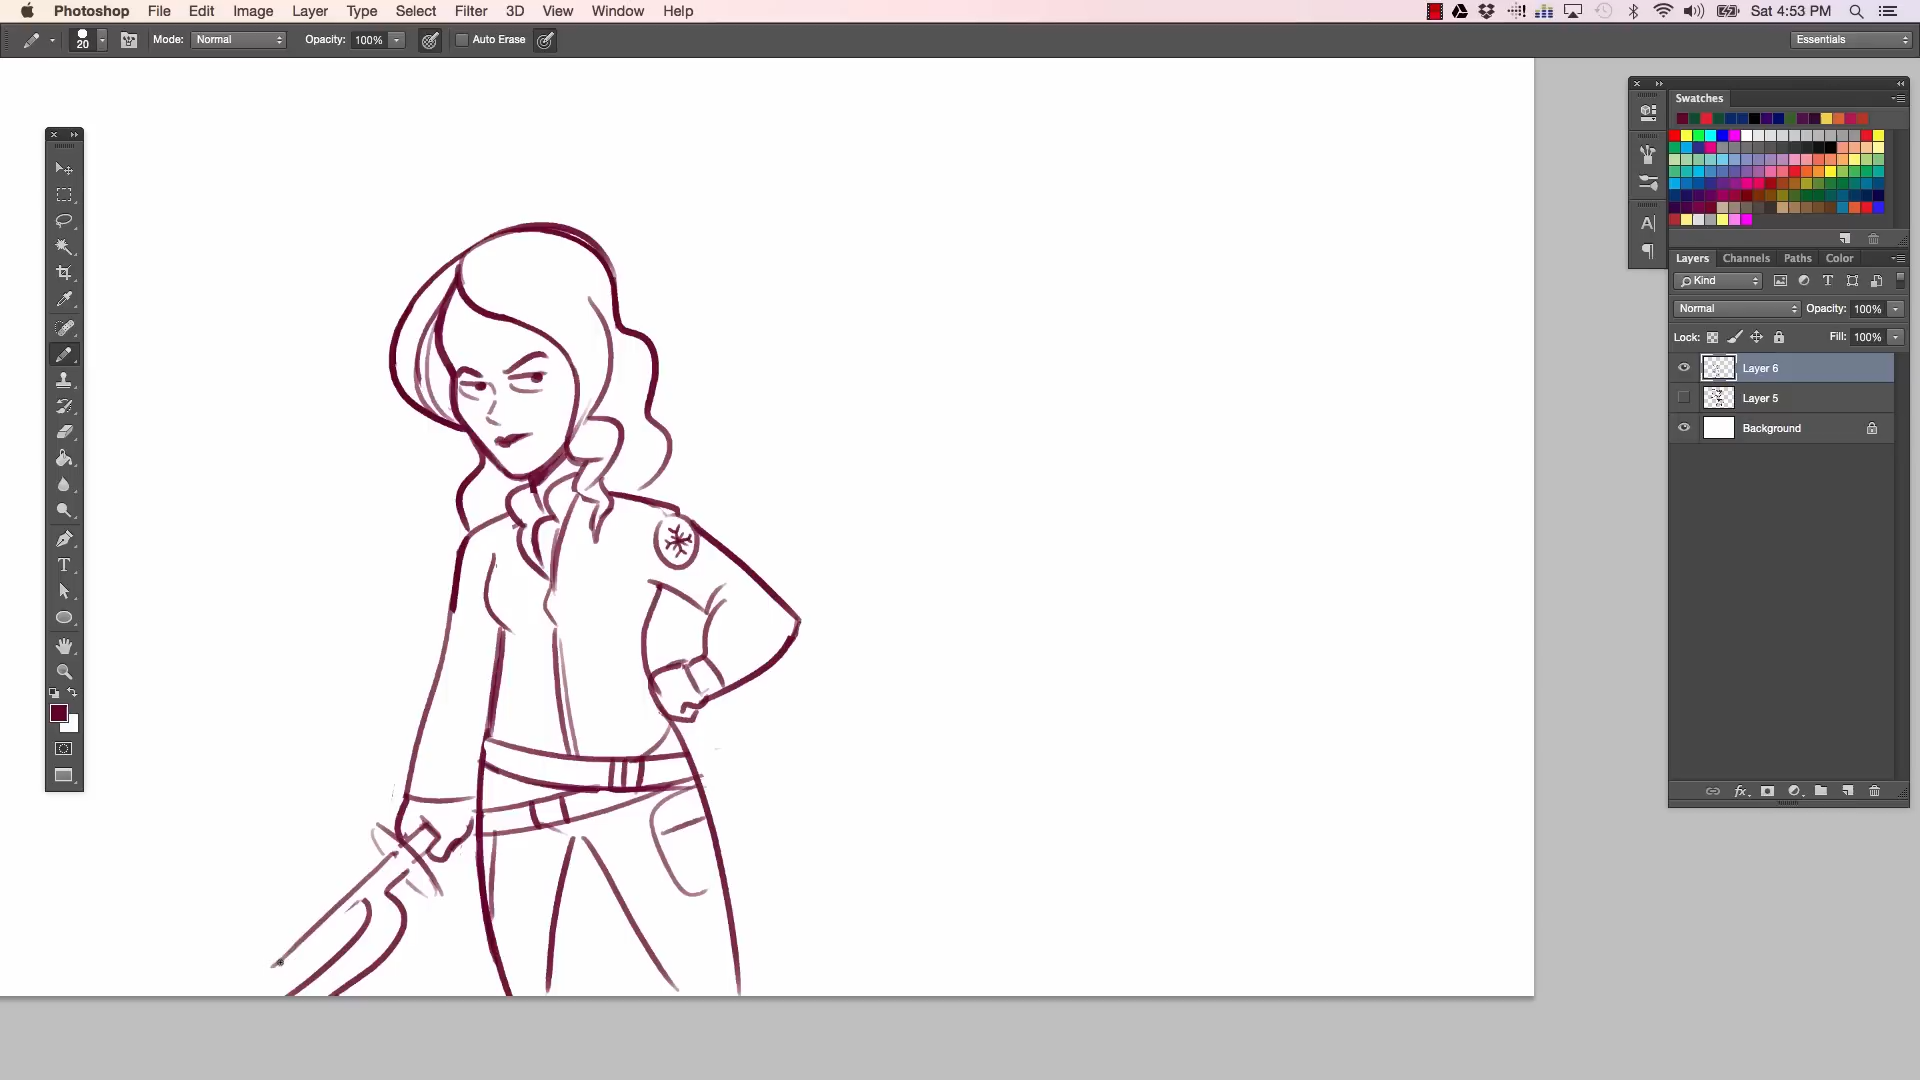 Photoshop File Edit Image Layer Type Select Filter 3D View Window Help Sat 4:53 PM
20 Mode: Normal Opacity: 100% Auto Erase Essentials
Swatches
Layers Channels Paths Color
Kind
Normal Opacity: 100%
Lock: Fill: 100%
Layer 6
Layer 5
Background
fx